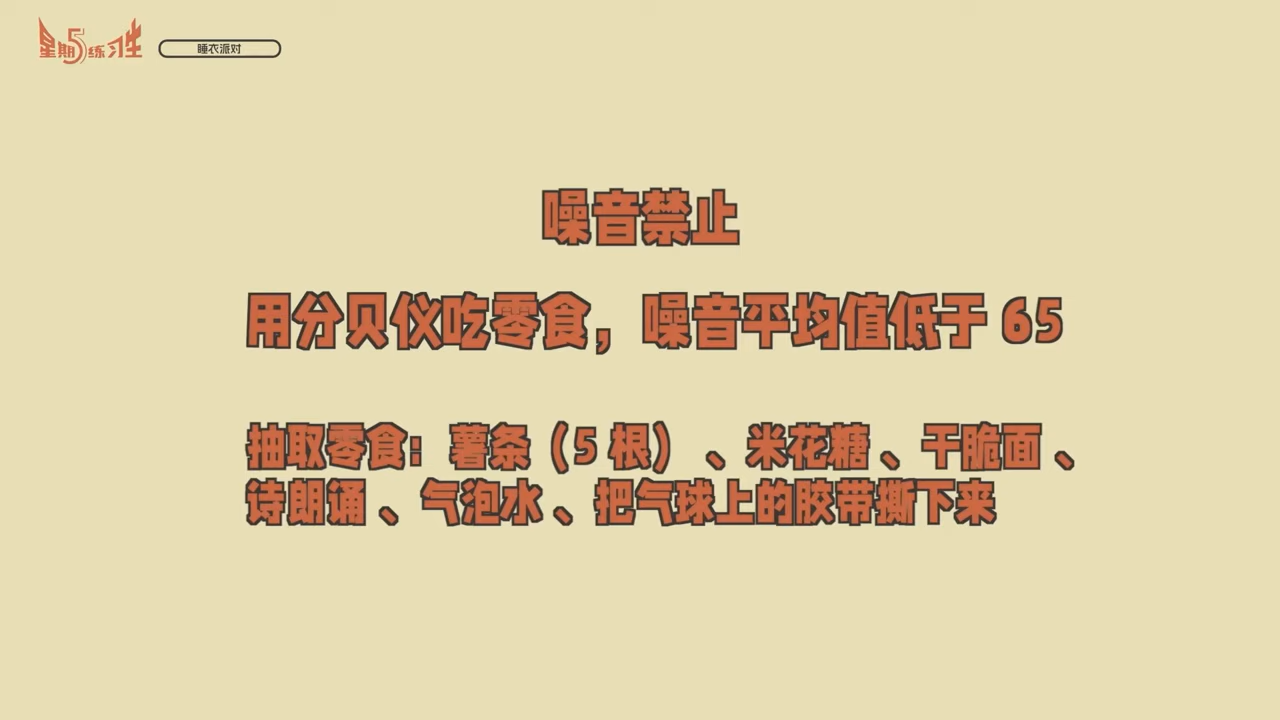 星期5练习生
睡衣派对
噪音禁止
用分贝仪吃零食，噪音平均值低于 65
抽取零食：薯条（5 根）、米花糖、干脆面、
诗朗诵、气泡水、把气球上的胶带撕下来